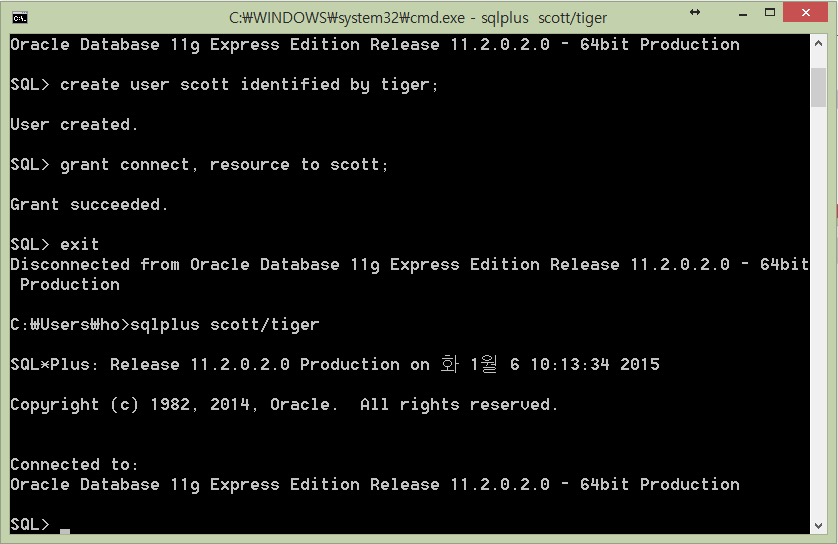 C:₩WINDOWS₩system32₩cmd.exe - sqlplus  scott/tiger
Oracle Database 11g Express Edition Release 11.2.0.2.0 - 64bit Production
SQL> create user scott identified by tiger;
User created.
SQL> grant connect, resource to scott;
Grant succeeded.
SQL> exit
Disconnected from Oracle Database 11g Express Edition Release 11.2.0.2.0 - 64bit
 Production
C:₩Users₩ho>sqlplus scott/tiger
SQL*Plus: Release 11.2.0.2.0 Production on 화 1월 6 10:13:34 2015
Copyright (c) 1982, 2014, Oracle.  All rights reserved.
Connected to:
Oracle Database 11g Express Edition Release 11.2.0.2.0 - 64bit Production
SQL> _